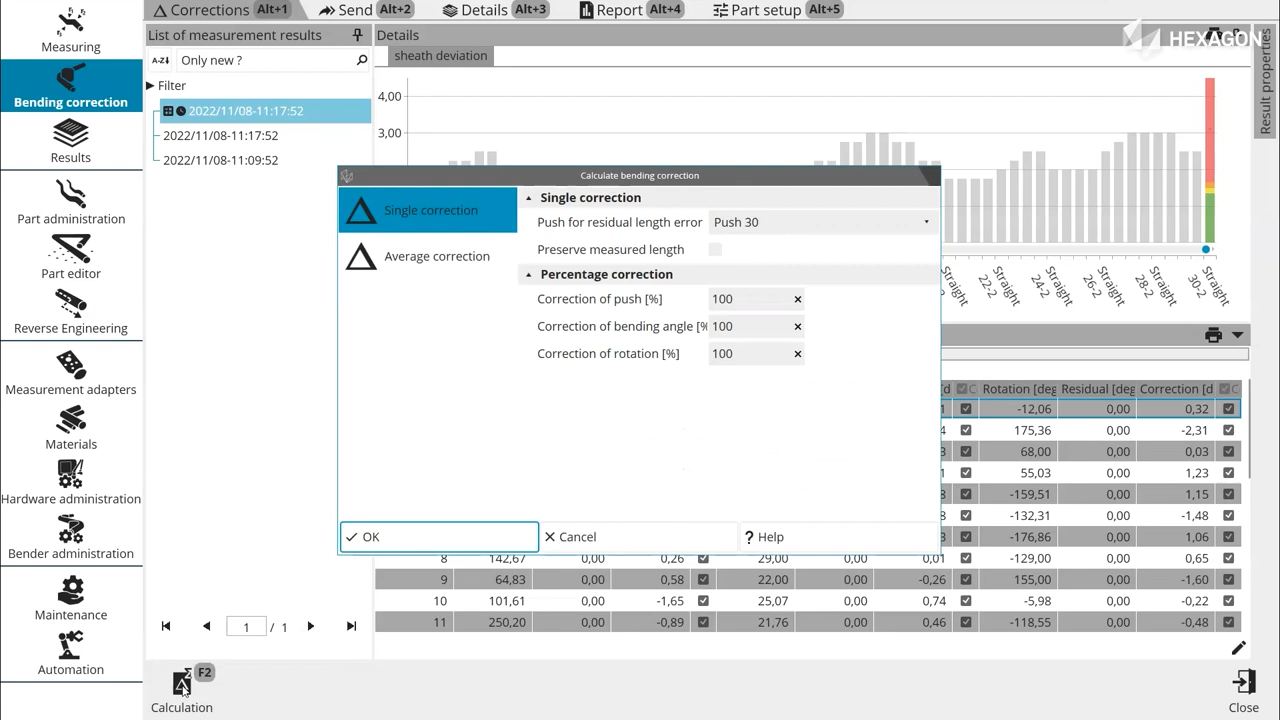 Measuring
Bending correction
Results
Part administration
Part editor
Reverse Engineering
Measurement adapters
Materials
Hardware administration
Bender administration
Maintenance
Automation
Corrections Alt+1 Send Alt+2 Details Alt+3 Report Alt+4 Part setup Alt+5
List of measurement results
Only new ?
Filter
2022/11/08-11:17:52
2022/11/08-11:17:52
2022/11/08-11:09:52
1 / 1
F2
Calculation
Close
Details
HEXAGON
sheath deviation
Result properties
4,00
3,00
Straight 22-2 Straight 24-2 Straight 26-2 Straight 28-2 Straight 30-2 Straight
Calculate bending correction
Single correction
Average correction
Single correction
Push for residual length error Push 30
Preserve measured length
Percentage correction
Correction of push [%] 100
Correction of bending angle [% 100
Correction of rotation [%] 100
OK Cancel Help
Rotation [deg Residual [deg Correction [d
-12,06 0,00 0,32
175,36 0,00 -2,31
68,00 0,00 0,03
55,03 0,00 1,23
-159,51 0,00 1,15
-132,31 0,00 -1,48
-176,86 0,00 1,06
8 142,67 0,00 0,26 29,00 0,00 0,01 -129,00 0,00 0,65
9 64,83 0,00 0,58 22,00 0,00 -0,26 155,00 0,00 -1,60
10 101,61 0,00 -1,65 25,07 0,00 0,74 -5,98 0,00 -0,22
11 250,20 0,00 -0,89 21,76 0,00 0,46 -118,55 0,00 -0,48